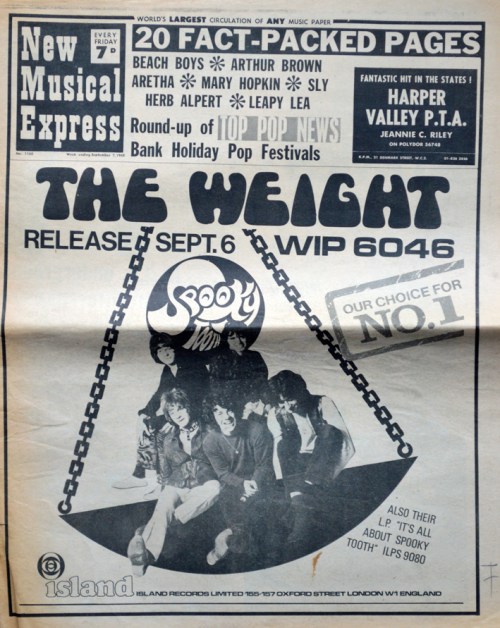 WORLD'S LARGEST CIRCULATION OF ANY MUSIC PAPER
New
Musical
Express
EVERY
FRIDAY
7D
20 FACT-PACKED PAGES
BEACH BOYS ❊ ARTHUR BROWN
ARETHA ❊ MARY HOPKIN ❊ SLY
HERB ALPERT ❊ LEAPY LEA
Round-up of TOP POP NEWS
Bank Holiday Pop Festivals
FANTASTIC HIT IN THE STATES !
HARPER
VALLEY P.T.A.
JEANNIE C. RILEY
ON POLYDOR 56748
THE WEIGHT
RELEASE SEPT. 6 WIP 6046
SPOOKY
TOOTH
OUR CHOICE FOR
NO.1
ALSO THEIR
L.P. "IT'S ALL
ABOUT SPOOKY
TOOTH" ILPS 9080
island
ISLAND RECORDS LIMITED 155-157 OXFORD STREET LONDON W1 ENGLAND